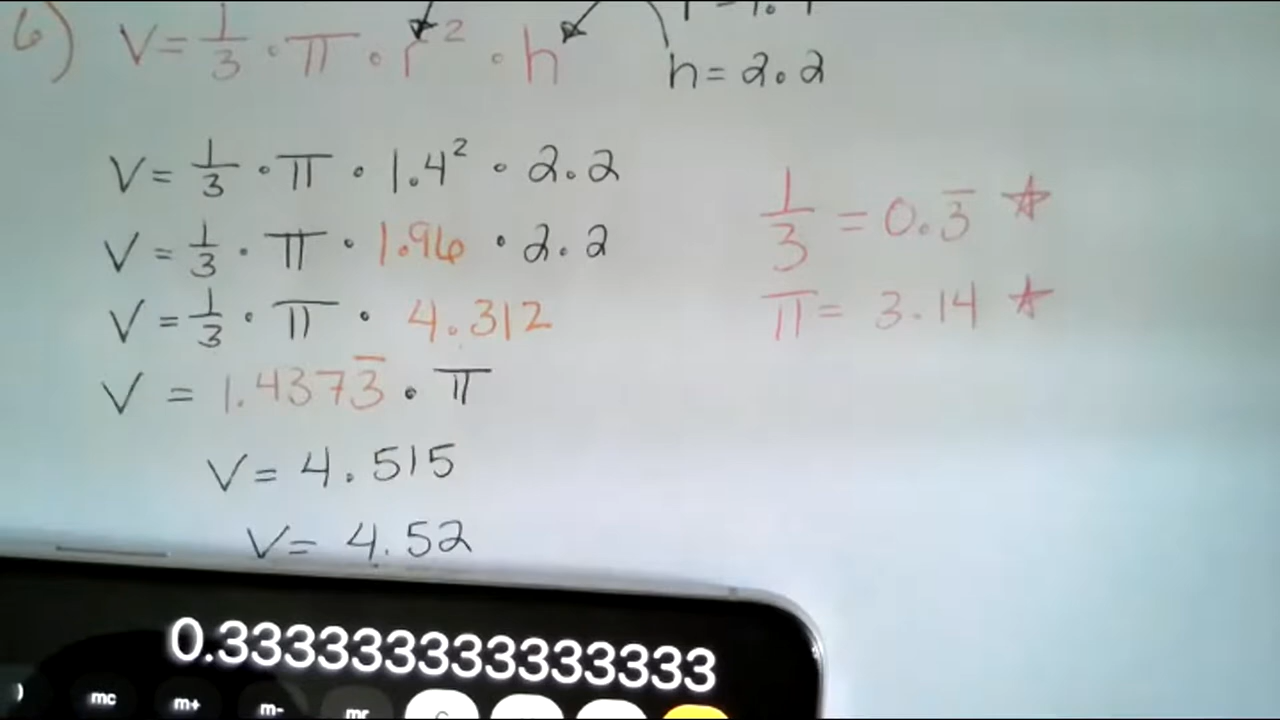 6) V = 1/3 · π · r² · h
h = 2.2
V = 1/3 · π · 1.4² · 2.2
V = 1/3 · π · 1.96 · 2.2
V = 1/3 · π · 4.312
V = 1.4373̅ · π
V = 4.515
V = 4.52
1/3 = 0.3̅ ☆
π = 3.14 ☆
0.333333333333333
) mc m+ m- mr